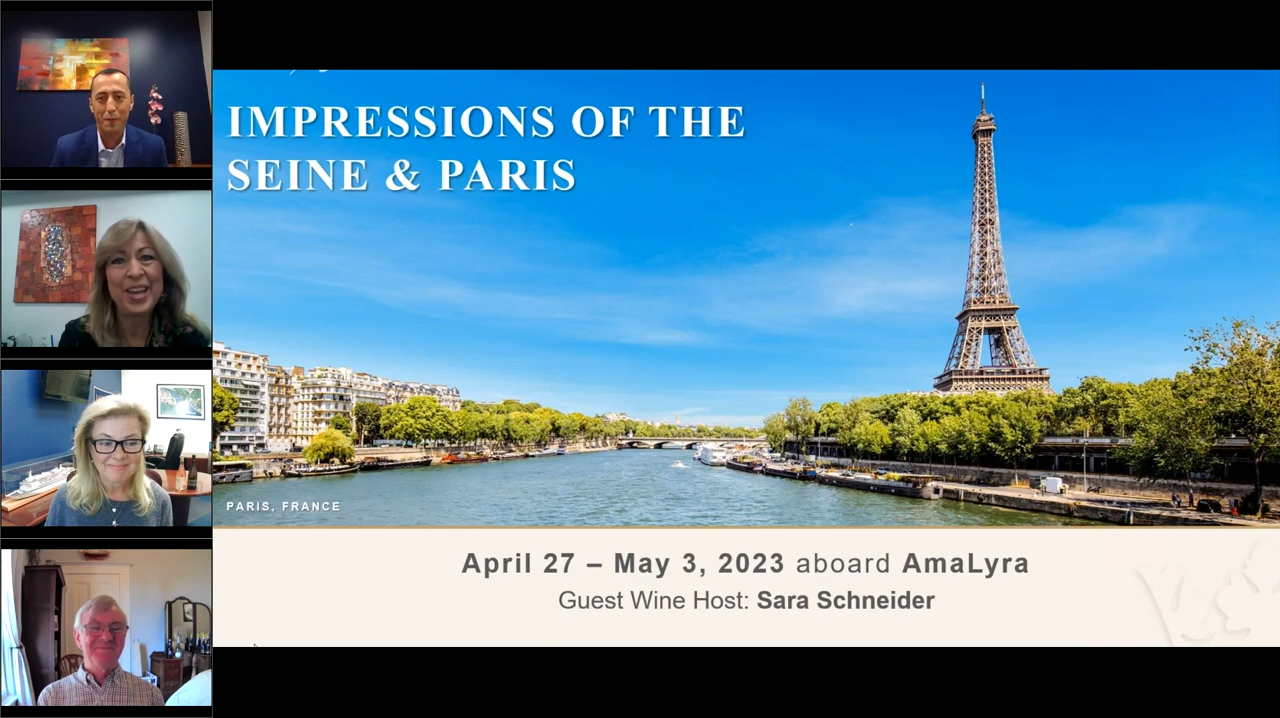 IMPRESSIONS OF THE
SEINE & PARIS
PARIS, FRANCE
April 27 – May 3, 2023 aboard AmaLyra
Guest Wine Host: Sara Schneider